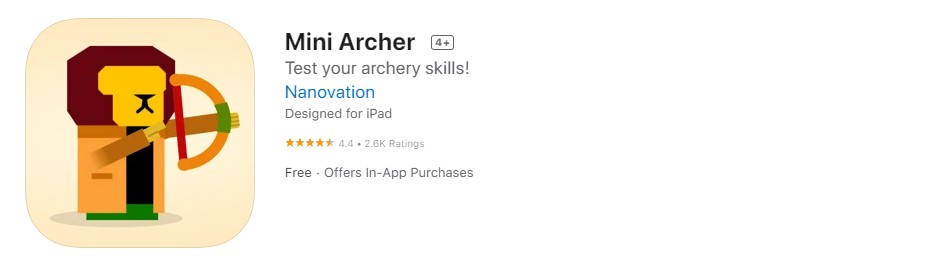 Mini Archer 4+
Test your archery skills!
Nanovation
Designed for iPad
4.4 • 2.6K Ratings
Free · Offers In-App Purchases